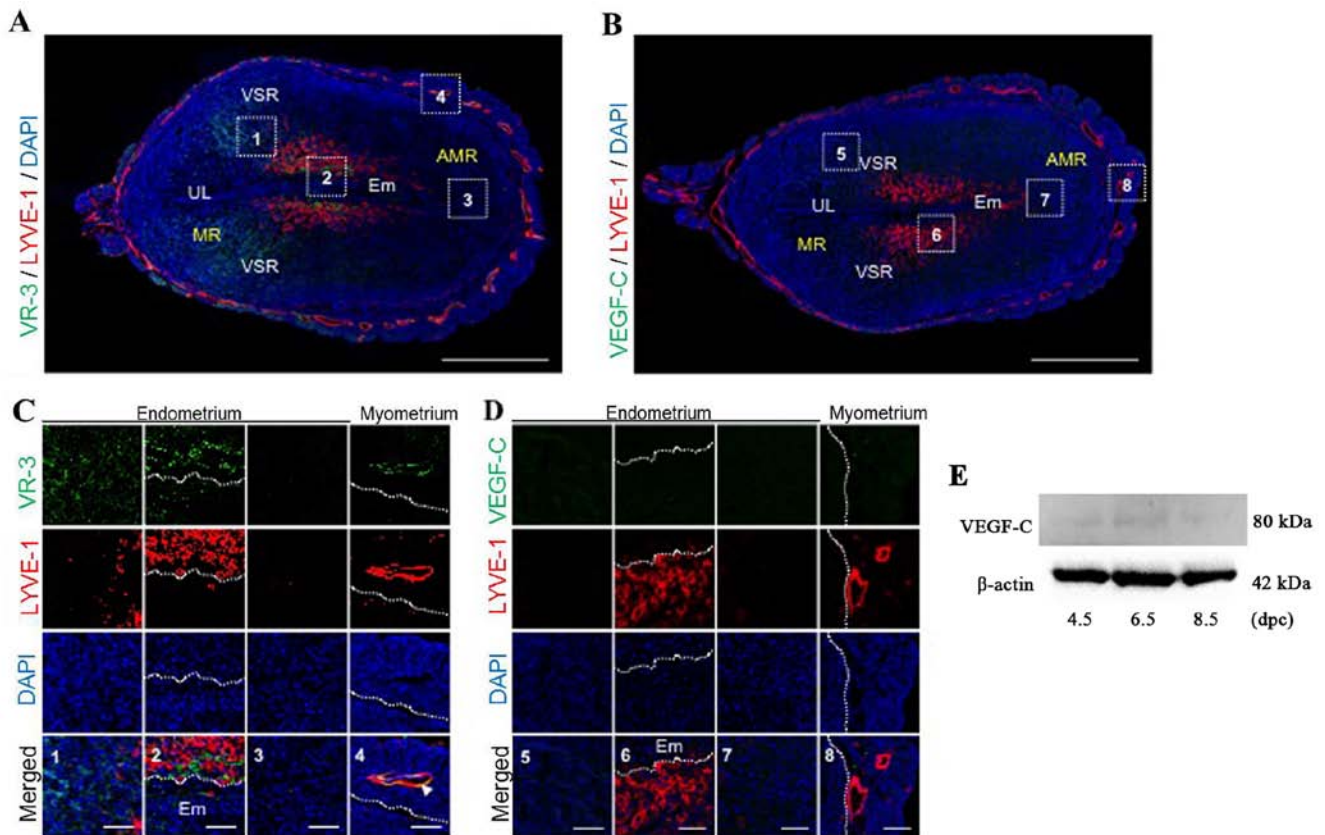 A
VR-3 / LYVE-1 / DAPI
VSR
4
1
AMR
2
Em
UL
3
MR
VSR
B
VEGF-C / LYVE-1 / DAPI
5
VSR
AMR
8
UL
Em
7
MR
6
VSR
C
Endometrium
Myometrium
VR-3
LYVE-1
DAPI
Merged
1
2
3
4
Em
D
Endometrium
Myometrium
VEGF-C
LYVE-1
DAPI
Merged
5
6
Em
7
8
E
VEGF-C
80 kDa
β-actin
42 kDa
4.5 6.5 8.5 (dpc)